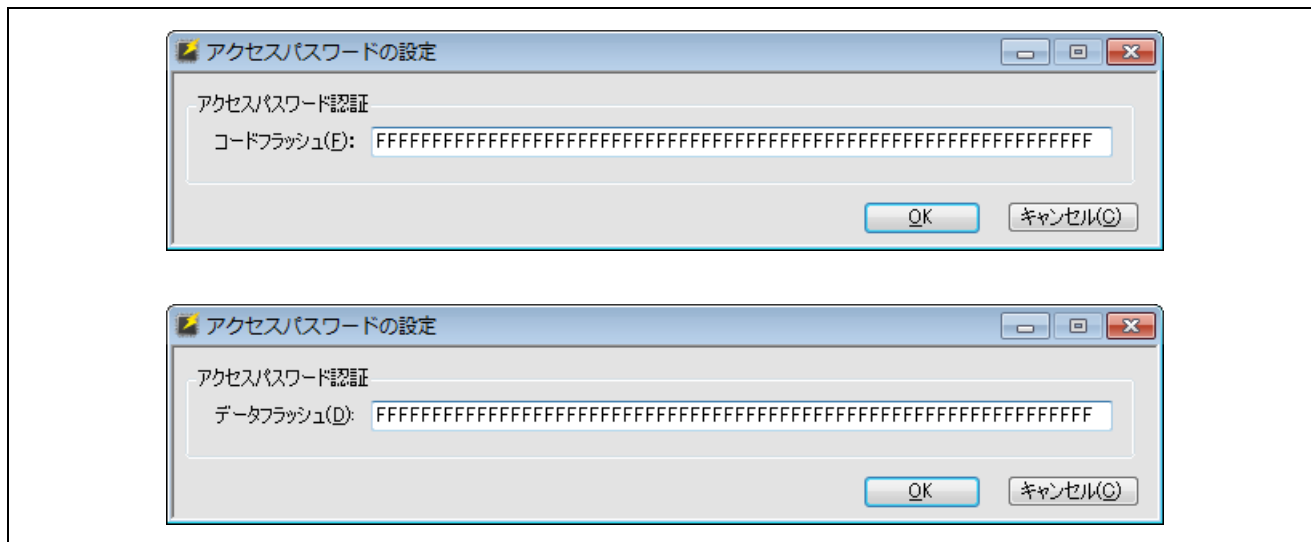 アクセスパスワードの設定
アクセスパスワード認証
コードフラッシュ(F): FFFFFFFFFFFFFFFFFFFFFFFFFFFFFFFFFFFFFFFFFFFFFFFFFFFFFFFFFFFFFFFF
OK キャンセル(C)
アクセスパスワードの設定
アクセスパスワード認証
データフラッシュ(D): FFFFFFFFFFFFFFFFFFFFFFFFFFFFFFFFFFFFFFFFFFFFFFFFFFFFFFFFFFFFFFFF
OK キャンセル(C)